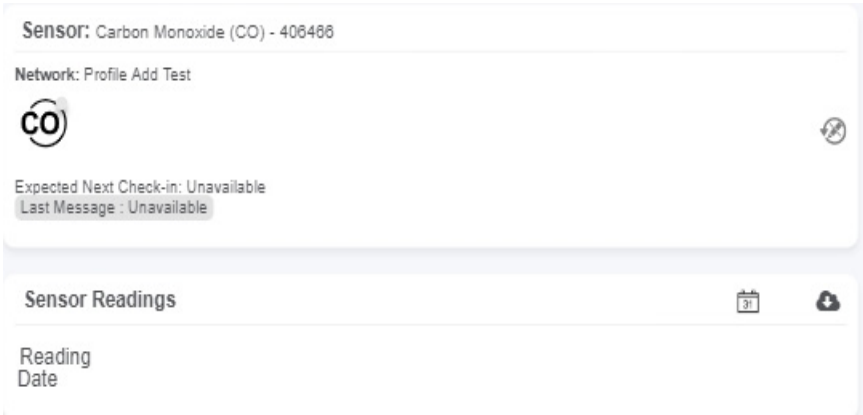 Sensor: Carbon Monoxide (CO) - 406466
Network: Profile Add Test
CO
Expected Next Check-in: Unavailable
Last Message : Unavailable
Sensor Readings
31
Reading
Date